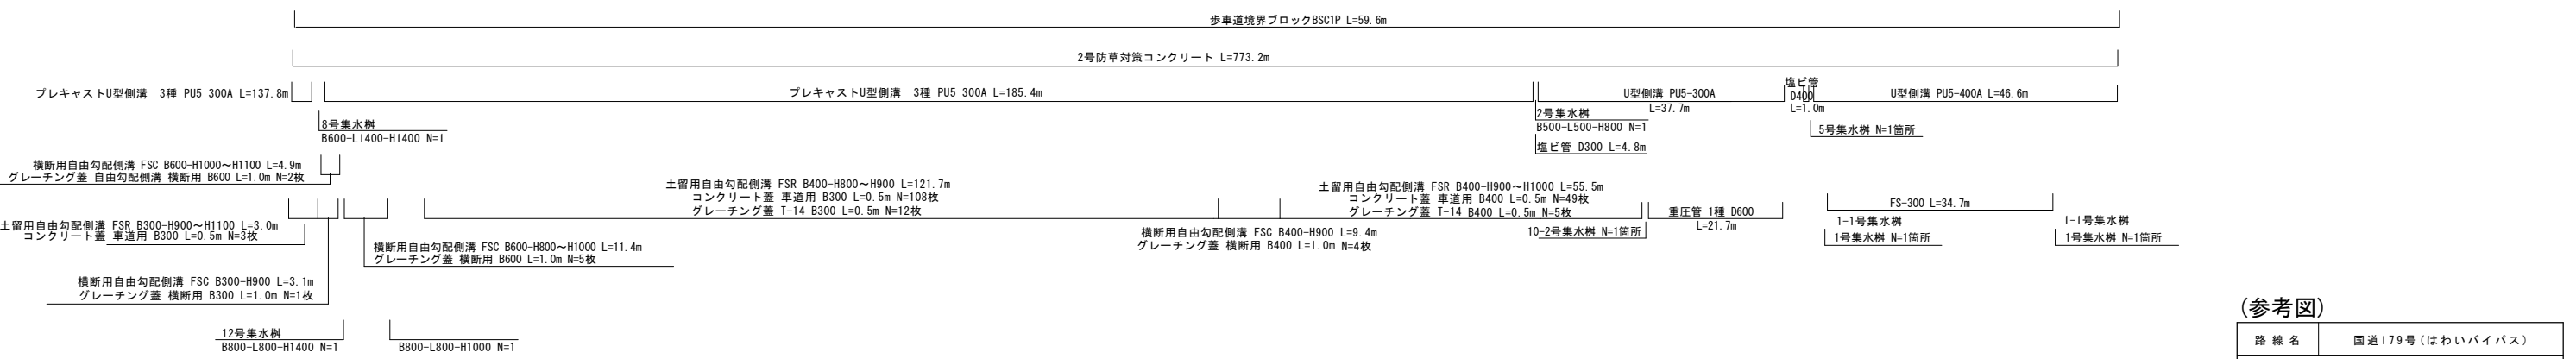 歩車道境界ブロックBSC1P L=59.6m
2号防草対策コンクリート L=773.2m
プレキャストU型側溝 3種 PU5 300A L=137.8m
プレキャストU型側溝 3種 PU5 300A L=185.4m
U型側溝 PU5-300A
L=37.7m
塩ビ管
D400
L=1.0m
U型側溝 PU5-400A L=46.6m
8号集水桝
B600-L1400-H1400 N=1
2号集水桝
B500-L500-H800 N=1
塩ビ管 D300 L=4.8m
5号集水桝 N=1箇所
横断用自由勾配側溝 FSC B600-H1000～H1100 L=4.9m
グレーチング蓋 自由勾配側溝 横断用 B600 L=1.0m N=2枚
土留用自由勾配側溝 FSR B400-H800～H900 L=121.7m
コンクリート蓋 車道用 B300 L=0.5m N=108枚
グレーチング蓋 T-14 B300 L=0.5m N=12枚
土留用自由勾配側溝 FSR B400-H900～H1000 L=55.5m
コンクリート蓋 車道用 B400 L=0.5m N=49枚
グレーチング蓋 T-14 B400 L=0.5m N=5枚
重圧管 1種 D600
L=21.7m
FS-300 L=34.7m
土留用自由勾配側溝 FSR B300-H900～H1100 L=3.0m
コンクリート蓋 車道用 B300 L=0.5m N=3枚
横断用自由勾配側溝 FSC B600-H800～H1000 L=11.4m
グレーチング蓋 横断用 B600 L=1.0m N=5枚
横断用自由勾配側溝 FSC B400-H900 L=9.4m
グレーチング蓋 横断用 B400 L=1.0m N=4枚
10-2号集水桝 N=1箇所
1-1号集水桝
1号集水桝 N=1箇所
1-1号集水桝
1号集水桝 N=1箇所
横断用自由勾配側溝 FSC B300-H900 L=3.1m
グレーチング蓋 横断用 B300 L=1.0m N=1枚
12号集水桝
B800-L800-H1400 N=1
B800-L800-H1000 N=1
(参考図)
路線名 国道179号(はわいバイパス)